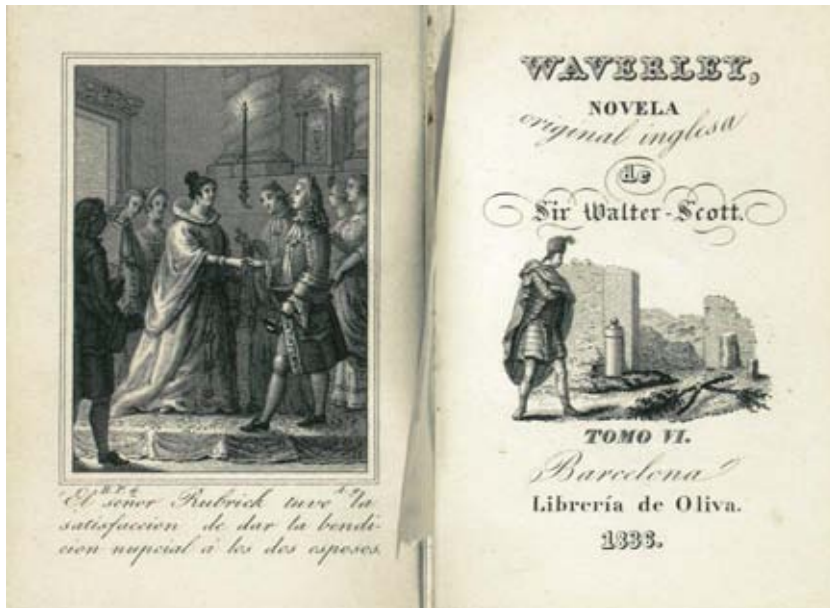 El señor Rubrick tuvo la
satisfaccion de dar la bendi-
cion nupcial á los dos esposos.
WAVERLEY,
NOVELA
original inglesa
de
Sir Walter-Scott.
TOMO VI.
Barcelona
Librería de Oliva.
1836.